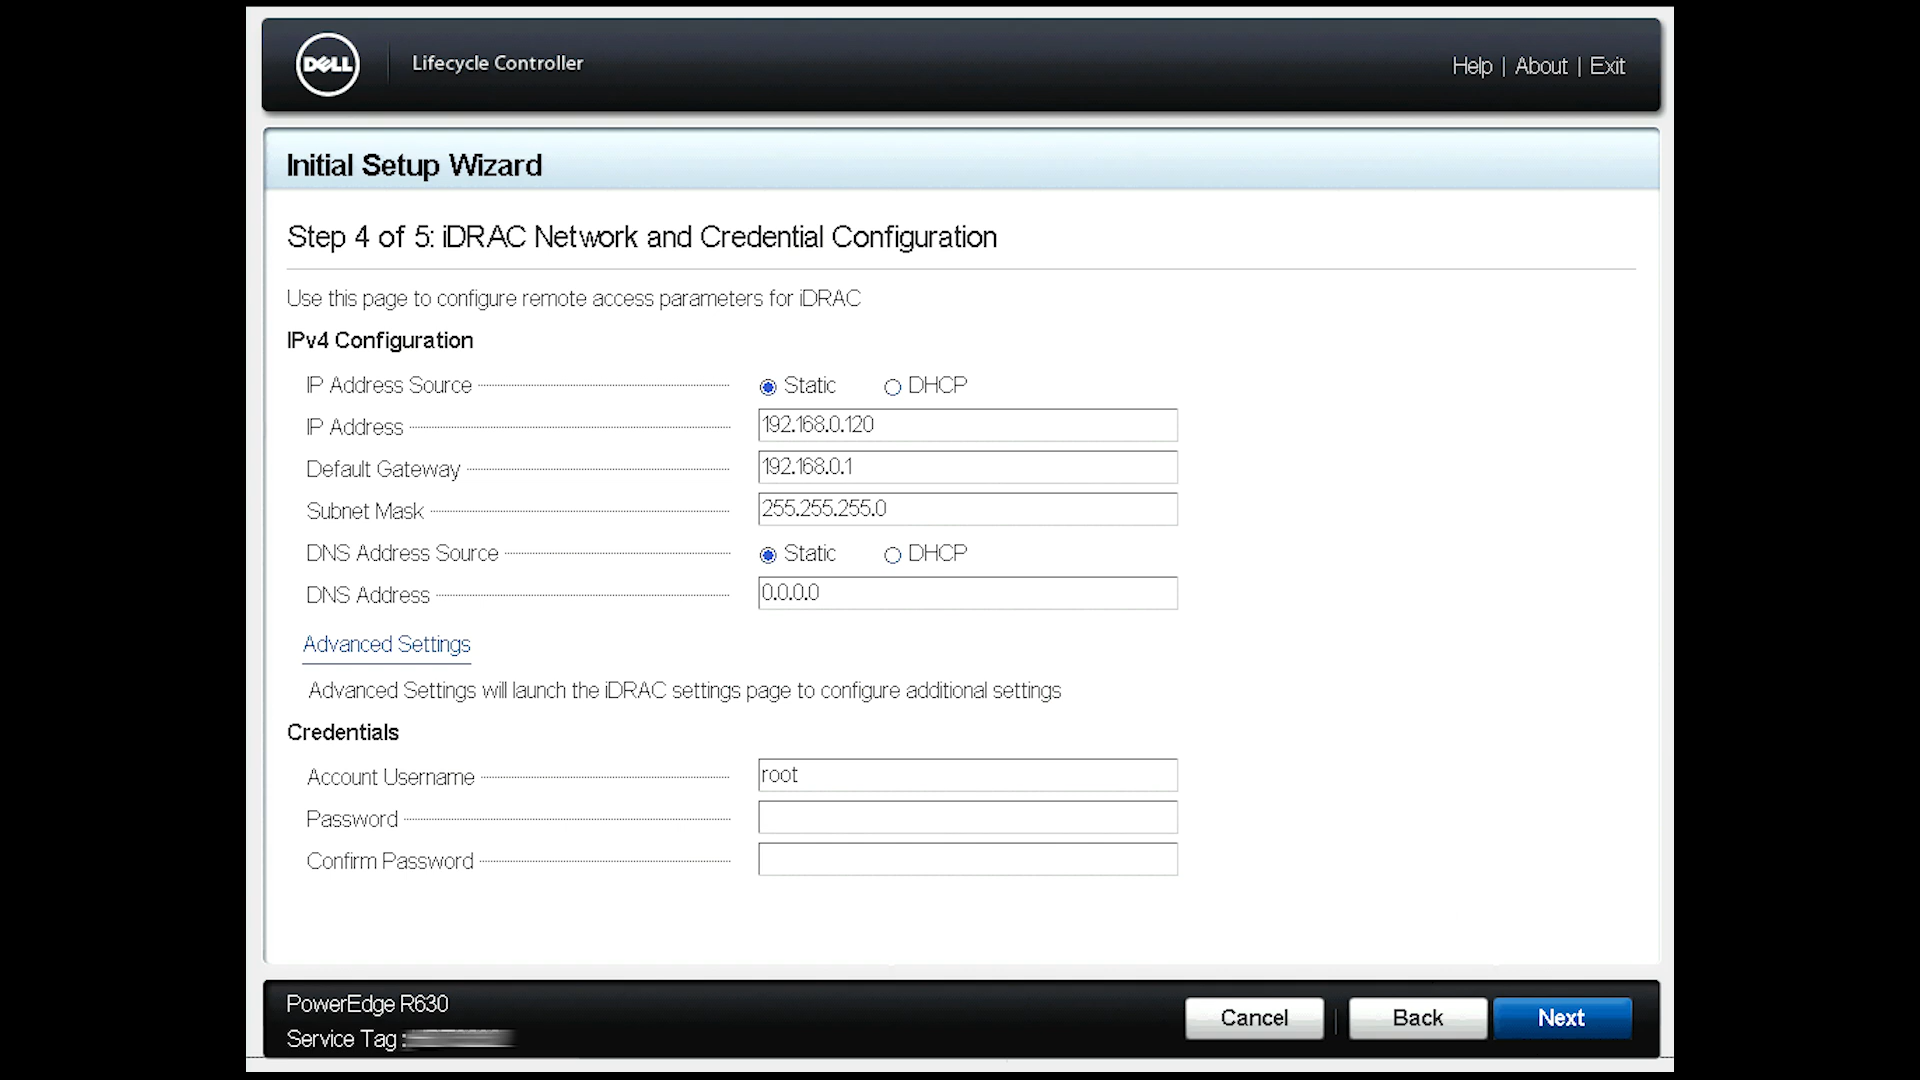 DELL
Lifecycle Controller
Help | About | Exit
Initial Setup Wizard
Step 4 of 5: iDRAC Network and Credential Configuration
Use this page to configure remote access parameters for iDRAC
IPv4 Configuration
IP Address Source Static DHCP
IP Address 192.168.0.120
Default Gateway 192.168.0.1
Subnet Mask 255.255.255.0
DNS Address Source Static DHCP
DNS Address 0.0.0.0
Advanced Settings
Advanced Settings will launch the iDRAC settings page to configure additional settings
Credentials
Account Username root
Password
Confirm Password
PowerEdge R630
Service Tag :
Cancel | Back Next